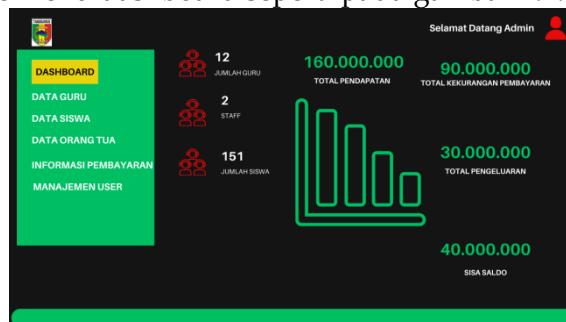 Selamat Datang Admin
DASHBOARD
DATA GURU
DATA SISWA
DATA ORANG TUA
INFORMASI PEMBAYARAN
MANAJEMEN USER
12
JUMLAH GURU
2
STAFF
151
JUMLAH SISWA
160.000.000
TOTAL PENDAPATAN
90.000.000
TOTAL KEKURANGAN PEMBAYARAN
30.000.000
TOTAL PENGELUARAN
40.000.000
SISA SALDO